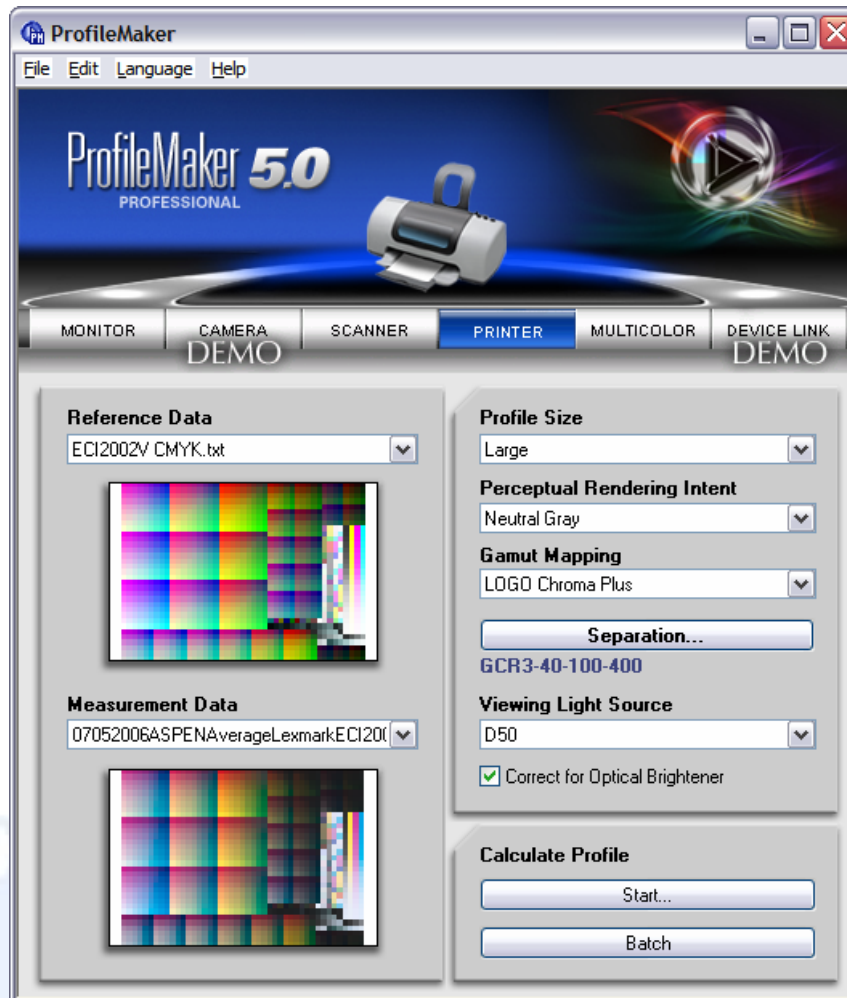 ProfileMaker
File Edit Language Help
ProfileMaker 5.0
PROFESSIONAL
MONITOR CAMERA SCANNER PRINTER MULTICOLOR DEVICE LINK
DEMO DEMO
Reference Data
ECI2002V CMYK.txt
Measurement Data
07052006ASPENAverageLexmarkECI200
Profile Size
Large
Perceptual Rendering Intent
Neutral Gray
Gamut Mapping
LOGO Chroma Plus
Separation...
GCR3-40-100-400
Viewing Light Source
D50
Correct for Optical Brightener
Calculate Profile
Start...
Batch